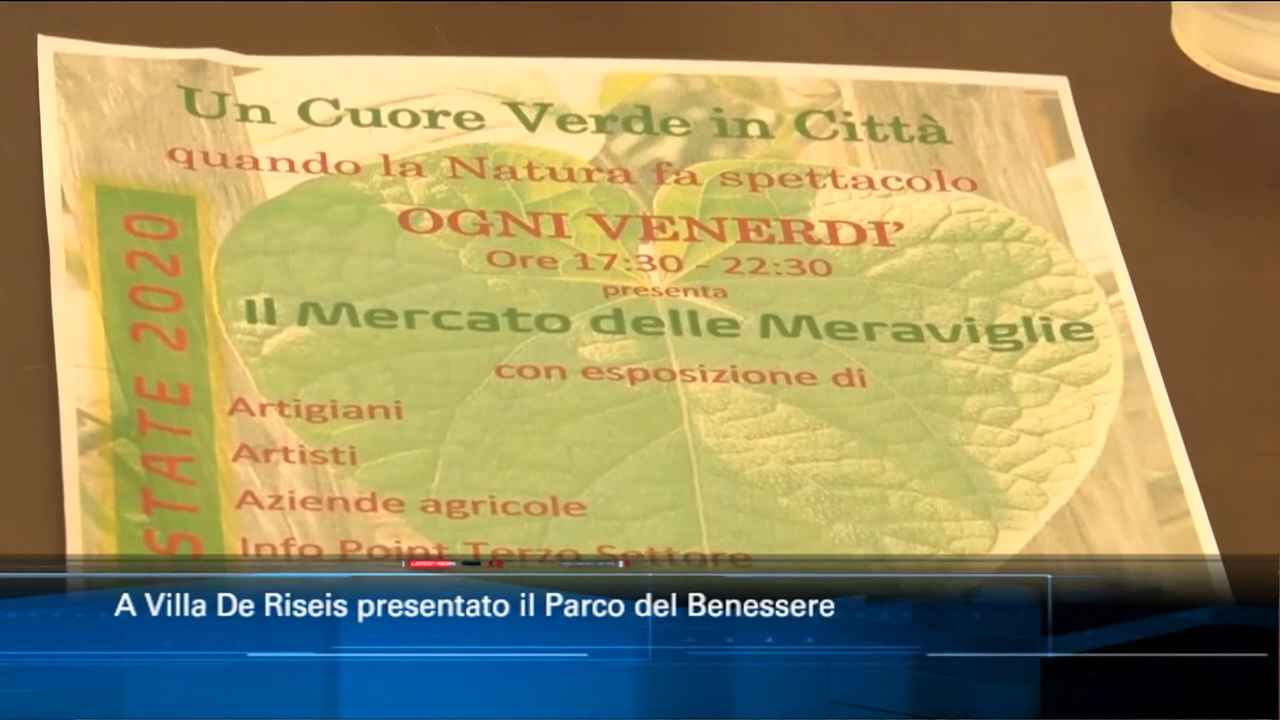 Un Cuore Verde in Città
quando la Natura fa spettacolo
OGNI VENERDI'
Ore 17:30 - 22:30
presenta
Il Mercato delle Meraviglie
con esposizione di
Artigiani
Artisti
Aziende agricole
Info Point Terzo Settore
STATE 2020
LATEST NEWS
A Villa De Riseis presentato il Parco del Benessere